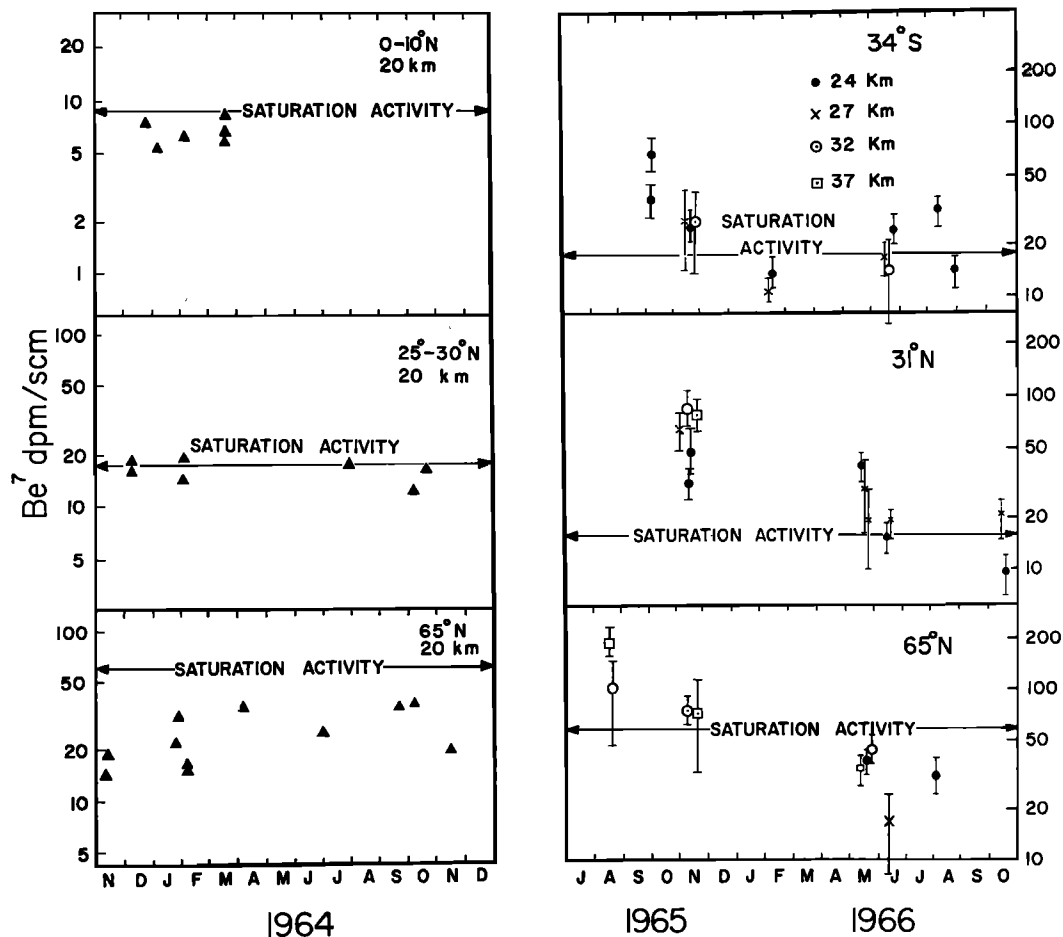 Be⁷ dpm/scm
0-10°N
20 km
SATURATION ACTIVITY
20
10
5
2
1
25°-30°N
20 km
SATURATION ACTIVITY
100
50
20
10
5
65°N
20 km
SATURATION ACTIVITY
100
50
20
10
5
N D J F M A M J J A S O N D
1964
34°S
24 Km
27 Km
32 Km
37 Km
SATURATION
ACTIVITY
200
100
50
20
10
31°N
SATURATION ACTIVITY
200
100
50
20
10
65°N
SATURATION ACTIVITY
200
100
50
20
10
J A S O N D J F M A M J J A S O
1965 1966